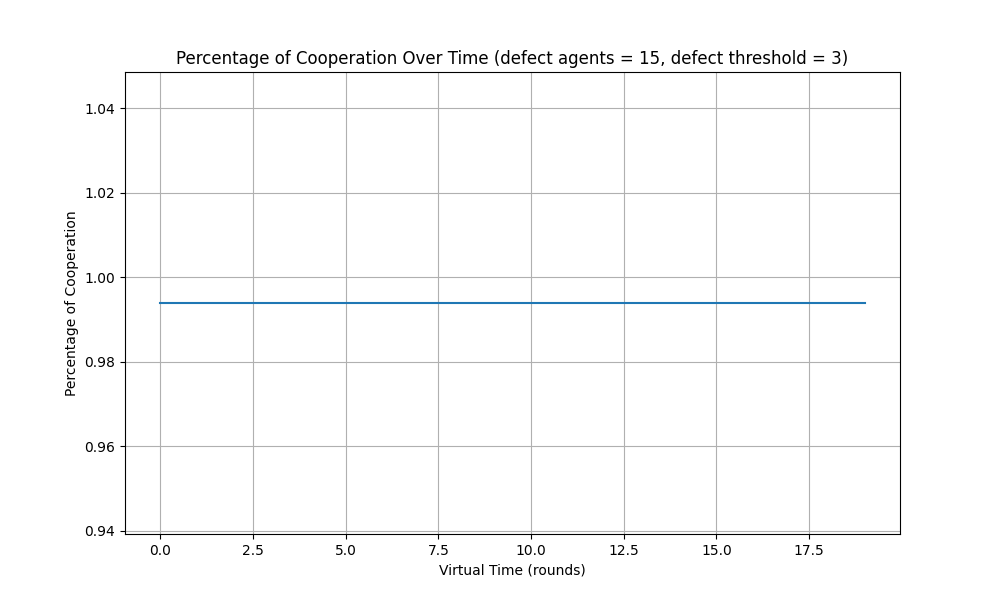 Percentage of Cooperation Over Time (defect agents = 15, defect threshold = 3)
1.04
1.02
1.00
0.98
0.96
0.94
Percentage of Cooperation
0.0 2.5 5.0 7.5 10.0 12.5 15.0 17.5
Virtual Time (rounds)